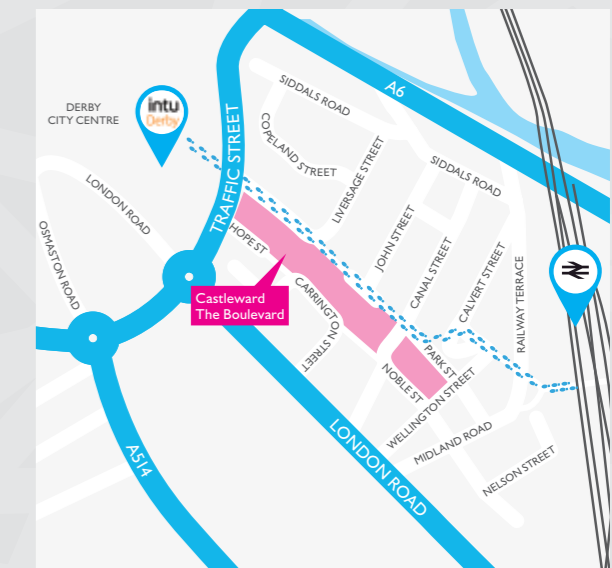 SIDDALS ROAD
A6
DERBY
CITY CENTRE
intu
Derby
TRAFFIC STREET
COPELAND STREET
LIVERSAGE STREET
SIDDALS ROAD
LONDON ROAD
OSMASTON ROAD
HOPE ST
JOHN STREET
CANAL STREET
CALVERT STREET
RAILWAY TERRACE
Castleward
The Boulevard
CARRINGTON STREET
PARK ST
NOBLE ST
WELLINGTON STREET
MIDLAND ROAD
NELSON STREET
LONDON ROAD
A514